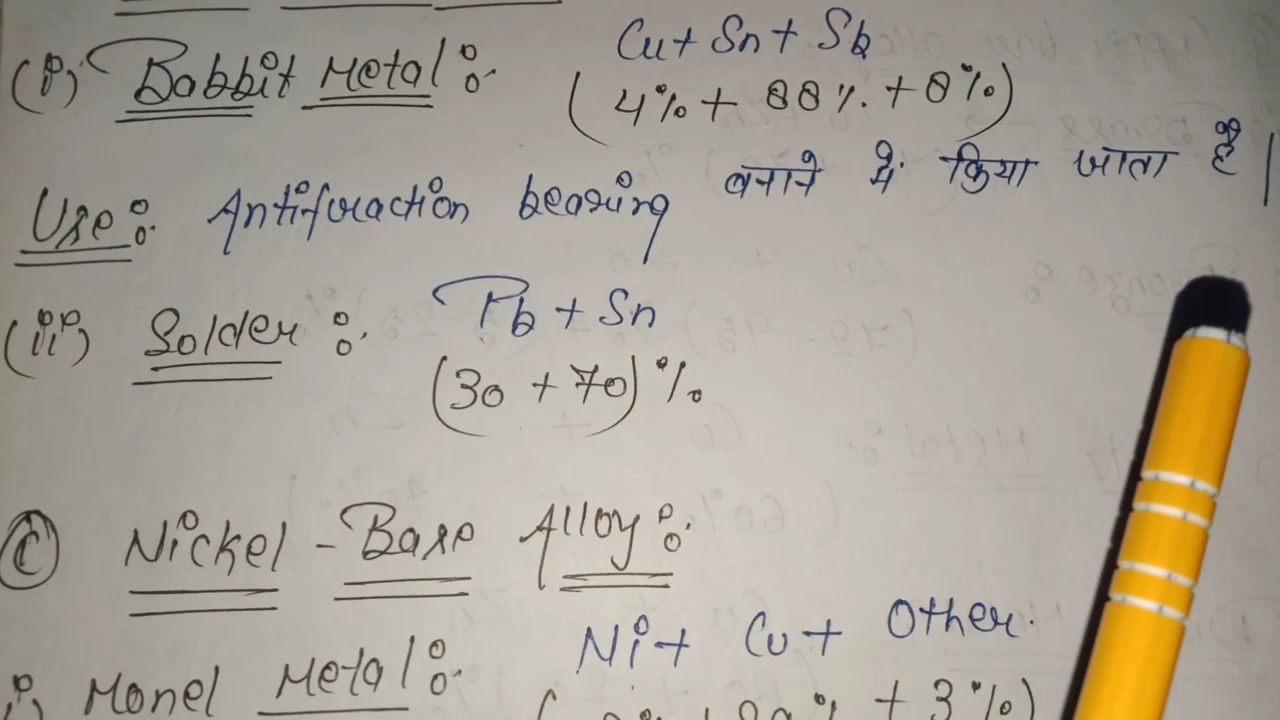 (i) Babbit Metal :
Cu + Sn + Sb
(4% + 88% + 8%)
Use: Antifraction bearing बनाने में किया जाता है।
(ii) Solder :
Pb + Sn
(30 + 70) %
(C) Nickel - Base Alloy :
Ni + Cu + Other.
i) Monel Metal :
+ 3%)